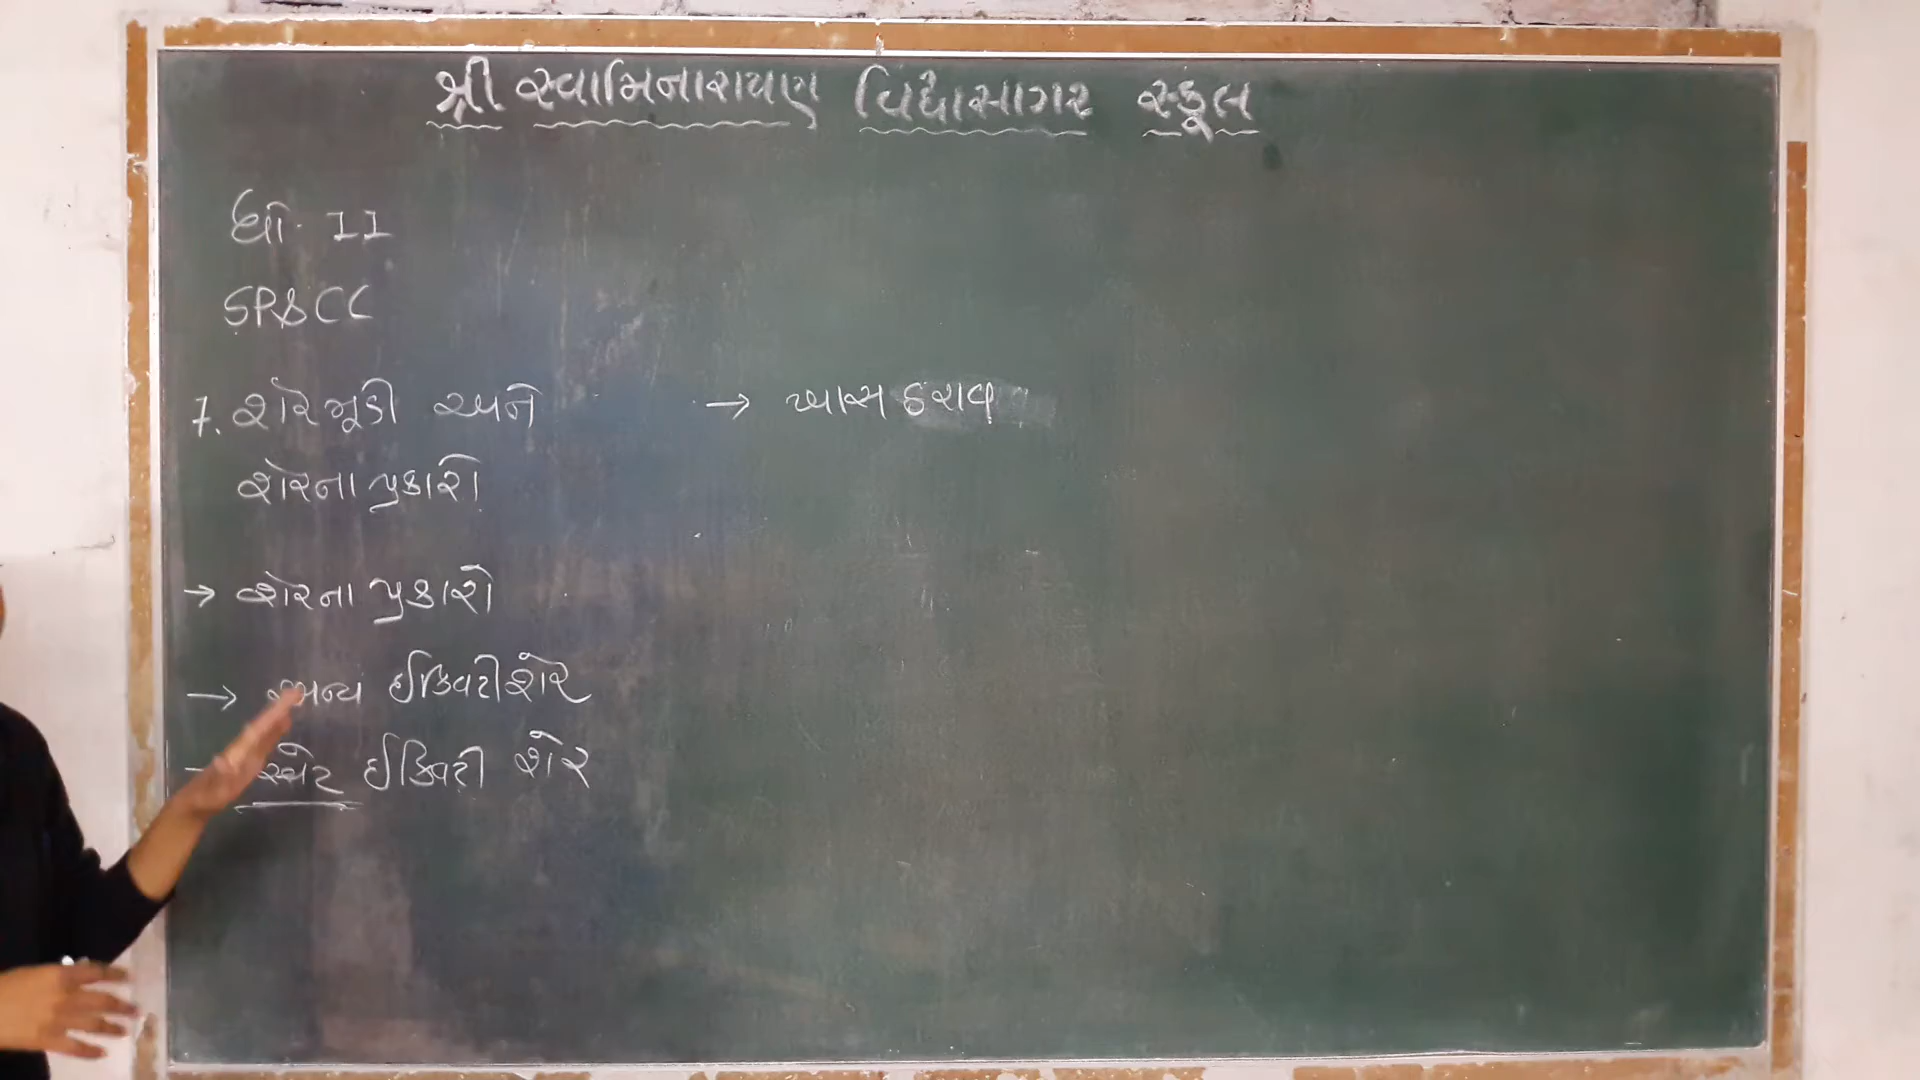 શ્રી સ્વામિનારાયણ વિદ્યાસાગર સ્કૂલ
ધો. 11
SP&CC
7. શેરમૂડી અને
શેરના પ્રકારો
→ ખાસ ઠરાવ
→ શેરના પ્રકારો
→ ઈક્વિટી શેર
→ સ્વેટ ઈક્વિટી શેર